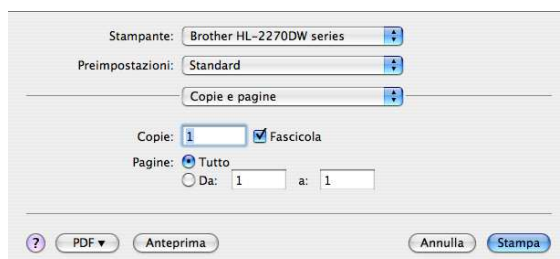 Stampante: Brother HL-2270DW series
Preimpostazioni: Standard
Copie e pagine
Copie: 1 Fascicola
Pagine: Tutto
Da: 1 a: 1
? PDF ▼ Anteprima Annulla Stampa